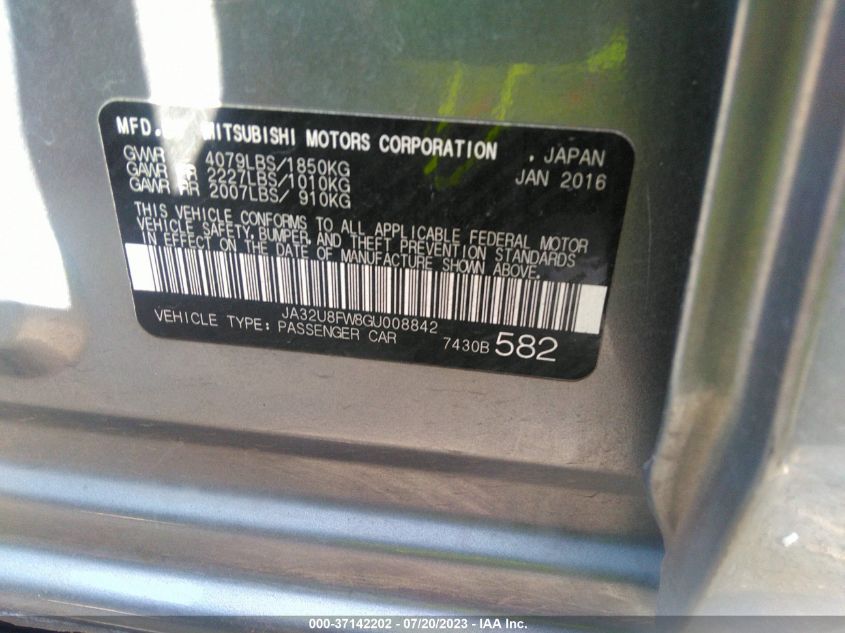 MFD. MITSUBISHI MOTORS CORPORATION , JAPAN
GVWR 4079LBS/1850KG JAN 2016
GAWR FR 2227LBS/1010KG
GAWR RR 2007LBS/ 910KG
THIS VEHICLE CONFORMS TO ALL APPLICABLE FEDERAL MOTOR
VEHICLE SAFETY, BUMPER, AND THEFT PREVENTION STANDARDS
IN EFFECT ON THE DATE OF MANUFACTURE SHOWN ABOVE.
JA32U8FW8GU008842
VEHICLE TYPE: PASSENGER CAR 7430B 582
000-37142202 - 07/20/2023 - IAA Inc.